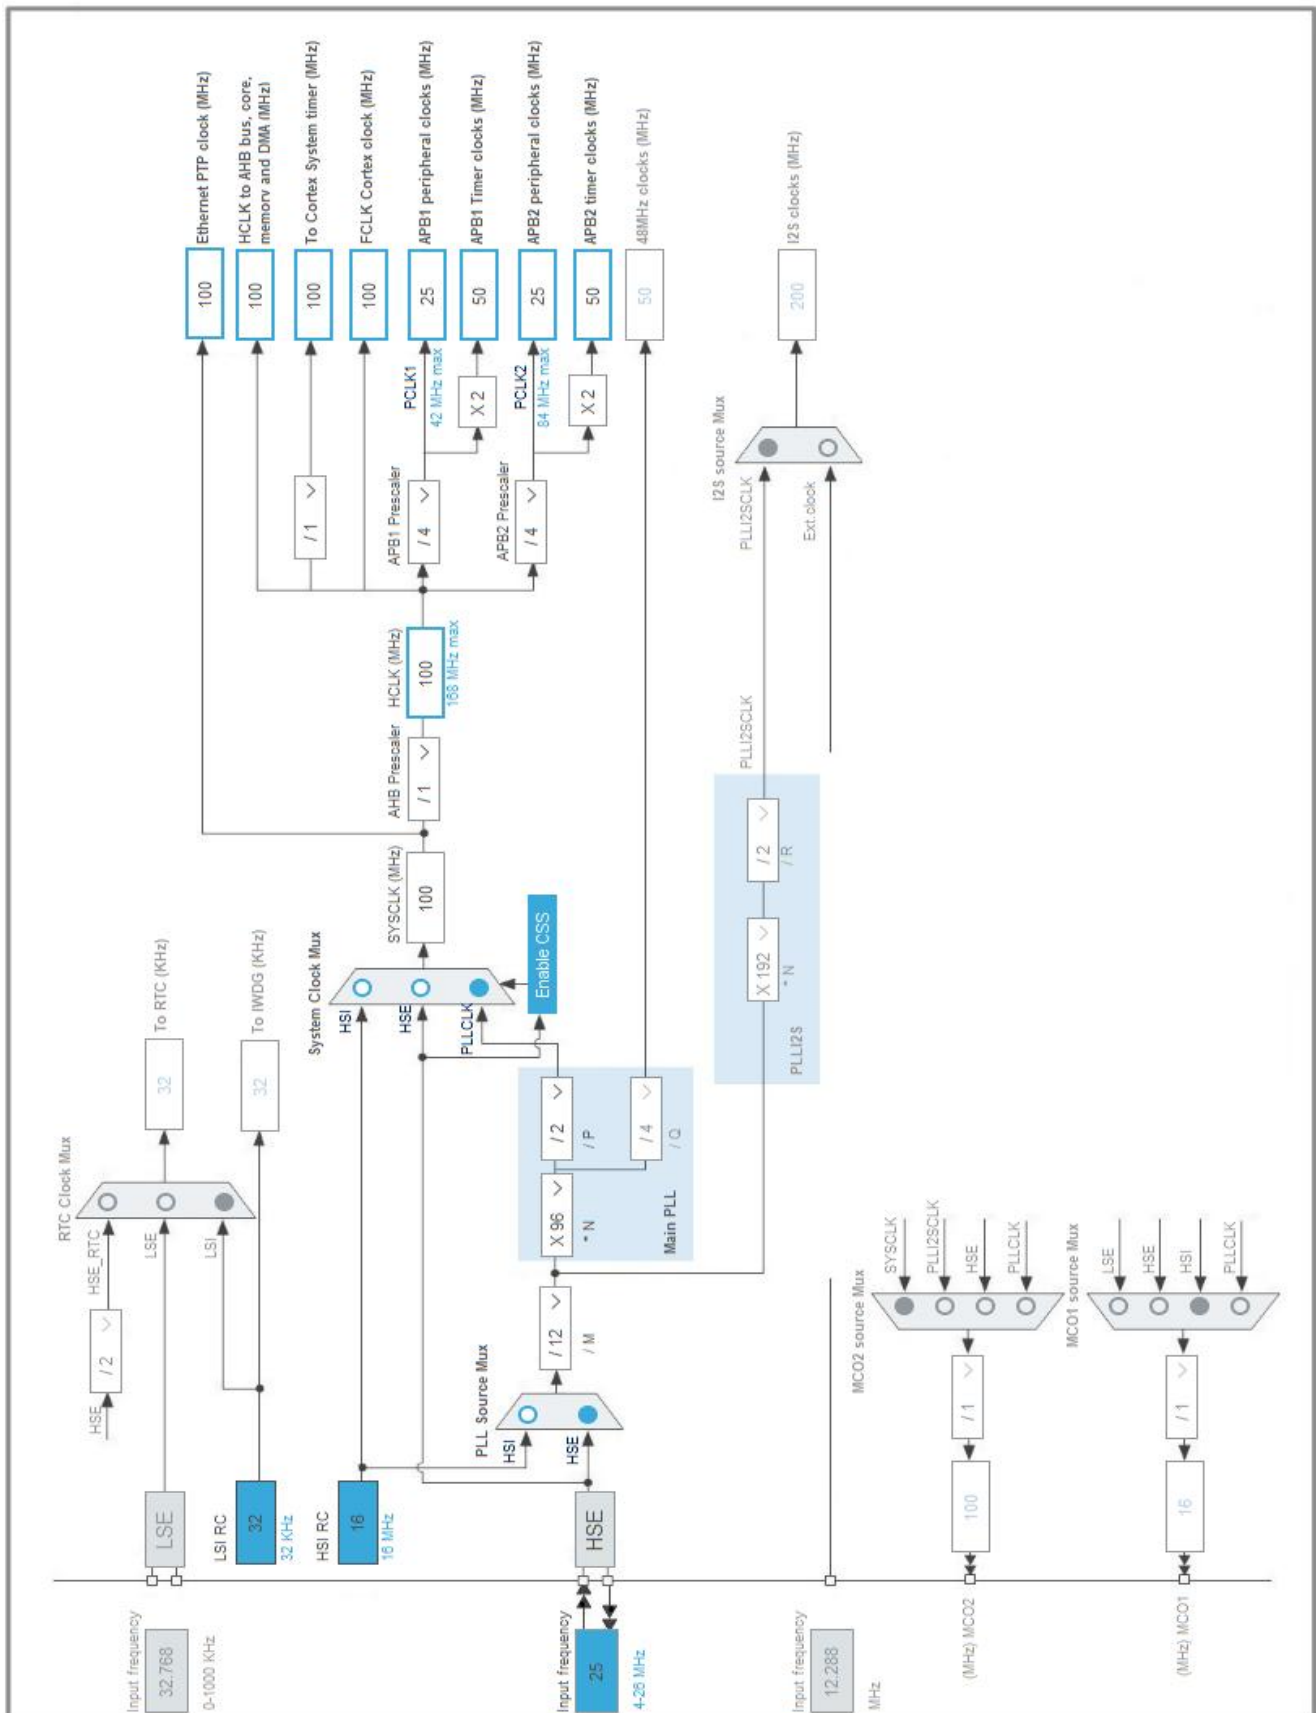 Input frequency
32.768
0-1000 KHz
LSE
HSE
/ 2
HSE_RTC
LSE
LSI
RTC Clock Mux
32
To RTC (KHz)
LSI RC
32
32 KHz
32
To IWDG (KHz)
HSI RC
16
16 MHz
Input frequency
25
4-26 MHz
HSE
PLL Source Mux
HSI
HSE
/ 12
/ M
X 96
* N
/ 2
/ P
/ 4
/ Q
Main PLL
System Clock Mux
HSI
HSE
PLLCLK
Enable CSS
SYSCLK (MHz)
100
AHB Prescaler
/ 1
HCLK (MHz)
100
168 MHz max
/ 1
APB1 Prescaler
/ 4
PCLK1
42 MHz max
X 2
APB2 Prescaler
/ 4
PCLK2
84 MHz max
X 2
100
Ethernet PTP clock (MHz)
100
HCLK to AHB bus, core,
memory and DMA (MHz)
100
To Cortex System timer (MHz)
100
FCLK Cortex clock (MHz)
25
APB1 peripheral clocks (MHz)
50
APB1 Timer clocks (MHz)
25
APB2 peripheral clocks (MHz)
50
APB2 timer clocks (MHz)
50
48MHz clocks (MHz)
PLLI2S
X 192
* N
/ 2
/ R
PLLI2SCLK
PLLI2SCLK
Ext.clock
I2S source Mux
200
I2S clocks (MHz)
Input frequency
12.288
MHz
MCO2 source Mux
SYSCLK
PLLI2SCLK
HSE
PLLCLK
/ 1
100
(MHz) MCO2
MCO1 source Mux
LSE
HSE
HSI
PLLCLK
/ 1
16
(MHz) MCO1